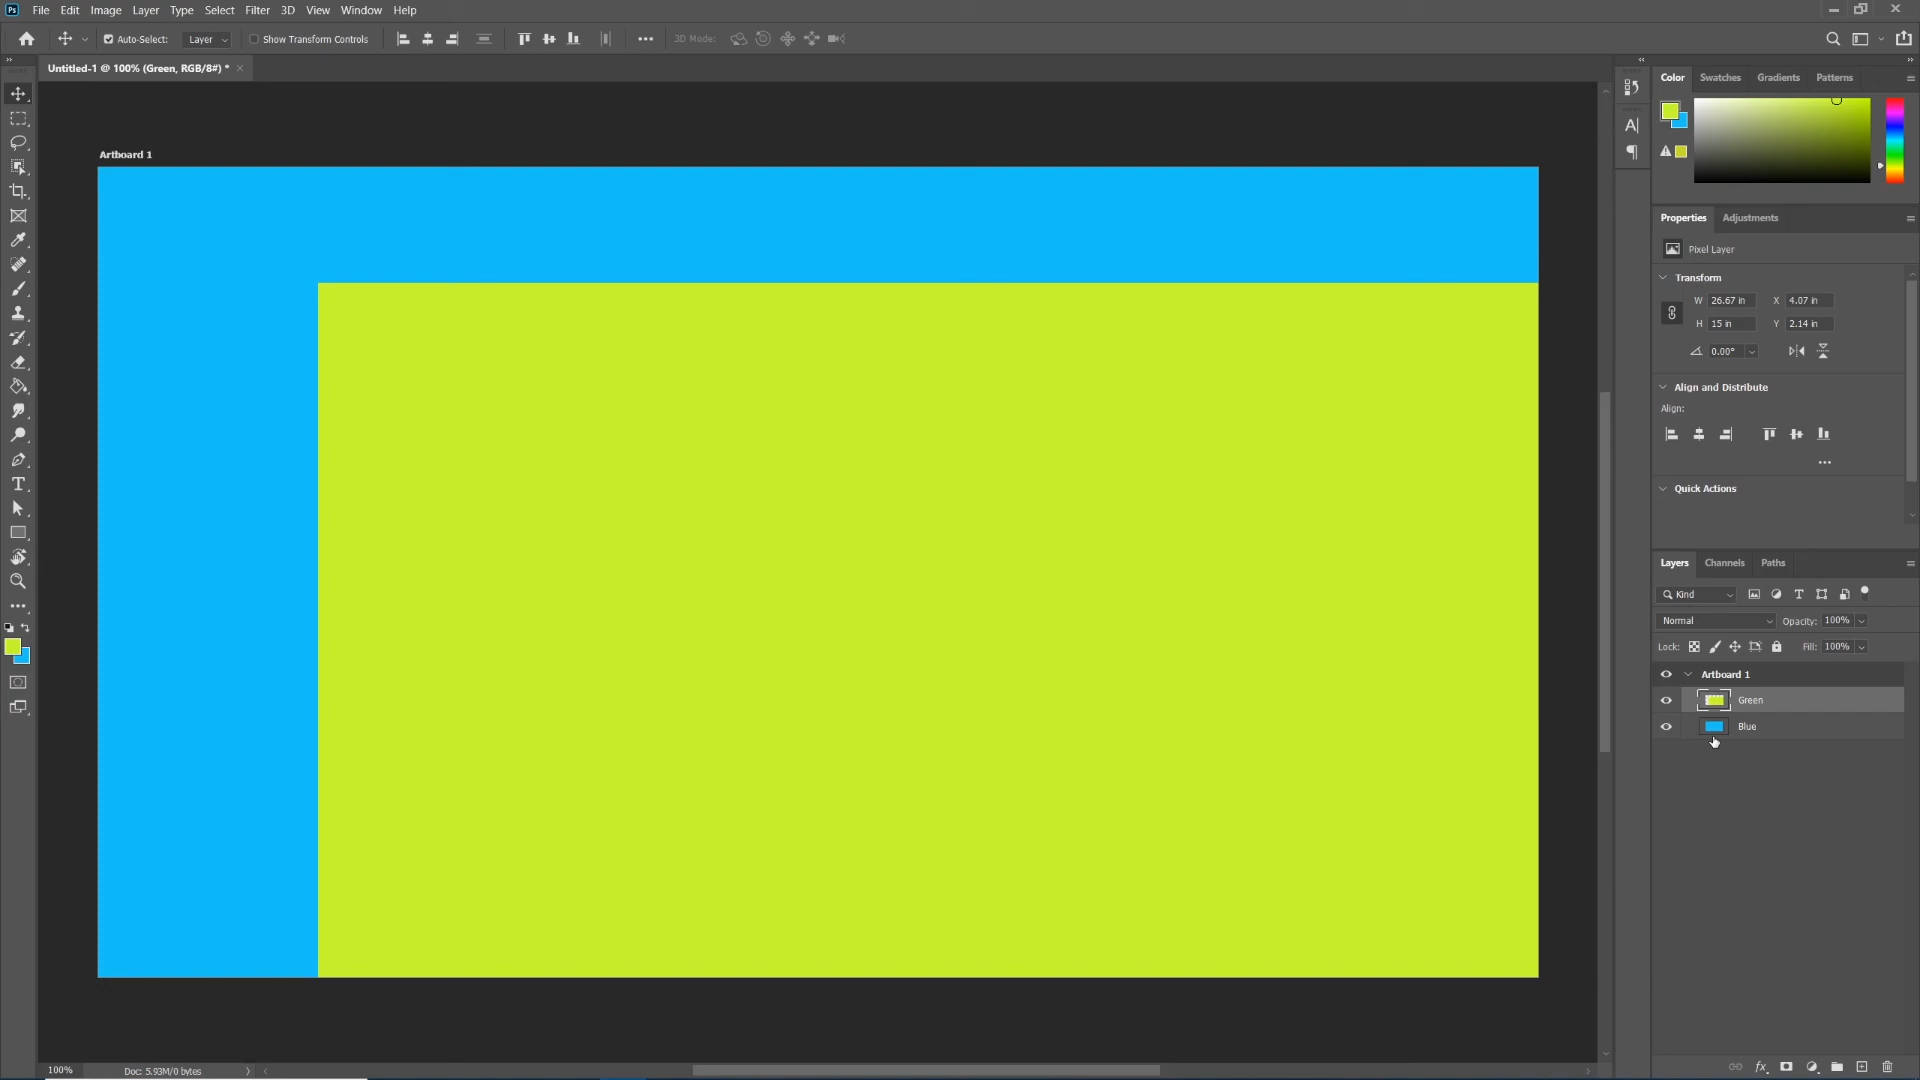 Ps File Edit Image Layer Type Select Filter 3D View Window Help
Auto-Select: Layer Show Transform Controls 3D Mode:
Untitled-1 @ 100% (Green, RGB/8#) *
Artboard 1
Color Swatches Gradients Patterns
Properties Adjustments
Pixel Layer
Transform
W 26.67 in X 4.07 in
H 15 in Y 2.14 in
0.00°
Align and Distribute
Align:
Quick Actions
Layers Channels Paths
Kind
Normal Opacity: 100%
Lock: Fill: 100%
Artboard 1
Green
Blue
fx
100% Doc: 5.93M/0 bytes